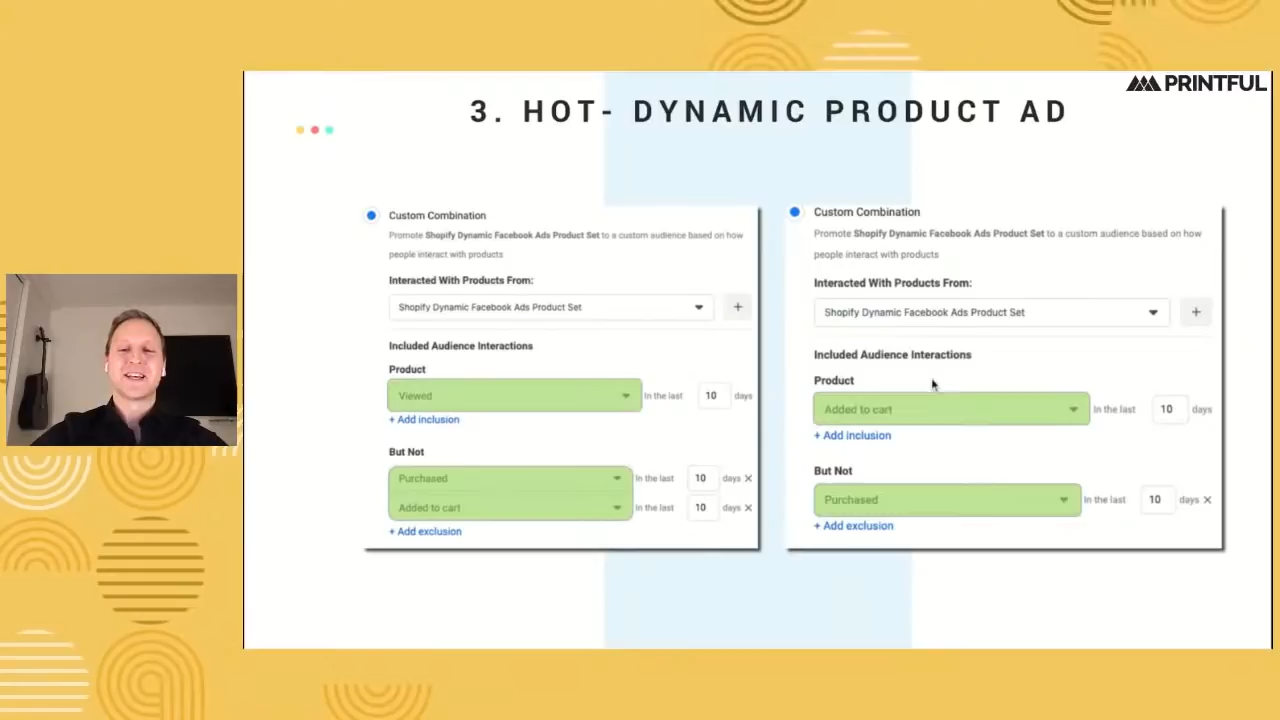 PRINTFUL
3. HOT- DYNAMIC PRODUCT AD
Custom Combination
Promote Shopify Dynamic Facebook Ads Product Set to a custom audience based on how
people interact with products
Interacted With Products From:
Shopify Dynamic Facebook Ads Product Set
+
Included Audience Interactions
Product
Viewed In the last 10 days
+ Add inclusion
But Not
Purchased In the last 10 days ×
Added to cart In the last 10 days ×
+ Add exclusion
Custom Combination
Promote Shopify Dynamic Facebook Ads Product Set to a custom audience based on how
people interact with products
Interacted With Products From:
Shopify Dynamic Facebook Ads Product Set
+
Included Audience Interactions
Product
Added to cart In the last 10 days
+ Add inclusion
But Not
Purchased In the last 10 days ×
+ Add exclusion